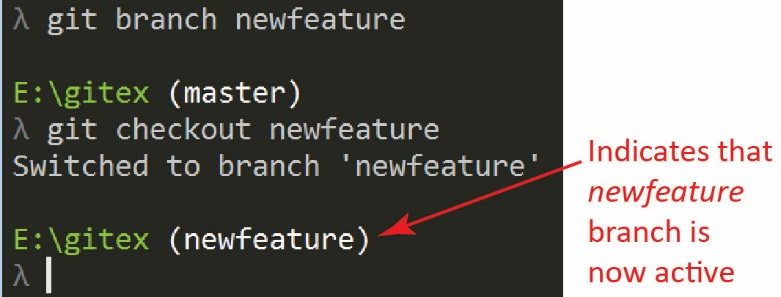 λ git branch newfeature
E:\gitex (master)
λ git checkout newfeature
Switched to branch 'newfeature'
E:\gitex (newfeature)
λ
Indicates that
newfeature
branch is
now active